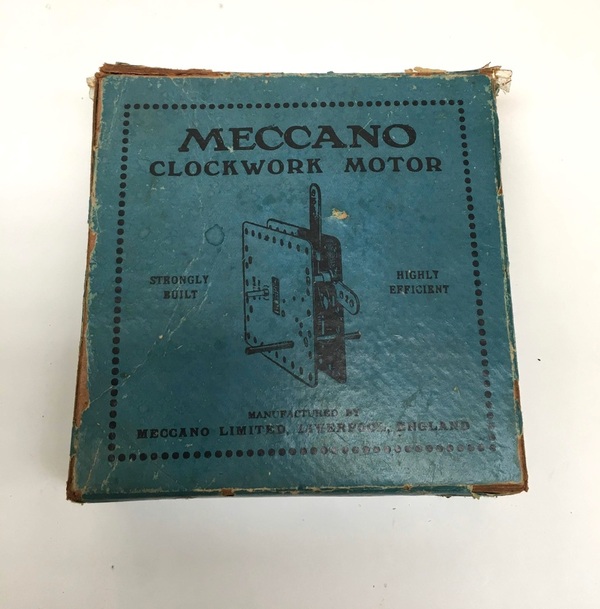 MECCANO
CLOCKWORK MOTOR
STRONGLY
BUILT
HIGHLY
EFFICIENT
MANUFACTURED BY
MECCANO LIMITED, LIVERPOOL, ENGLAND